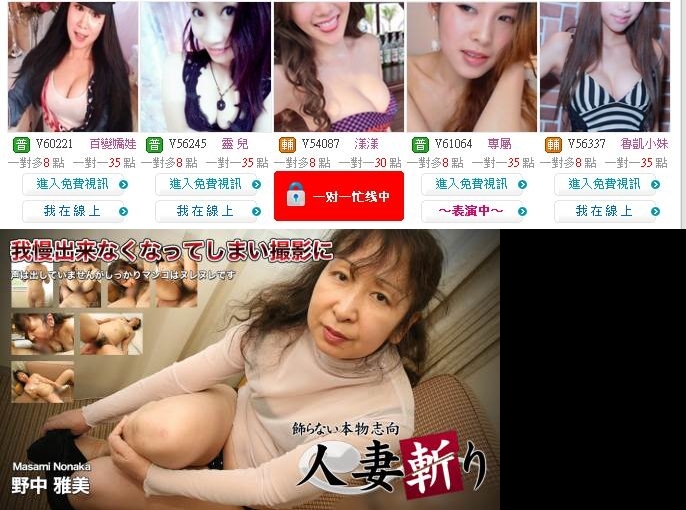 普 V60221 百變嬌娃
普 V56245 靈 兒
輔 V54087 漾漾
普 V61064 專屬
輔 V56337 魯凱小妹
一對多8 點 一對一35 點
一對多8 點 一對一35 點
一對多8 點 一對一30 點
一對多8 點 一對一35 點
一對多8 點 一對一35 點
進入免費視訊
進入免費視訊
一对一忙线中
進入免費視訊
進入免費視訊
我在線上
我在線上
～表演中～
我在線上
我慢出来なくなってしまい撮影に
声は出していませんがしっかりマンコはヌレヌレです
飾らない本物志向
人妻斬り
Masami Nonaka
野中 雅美